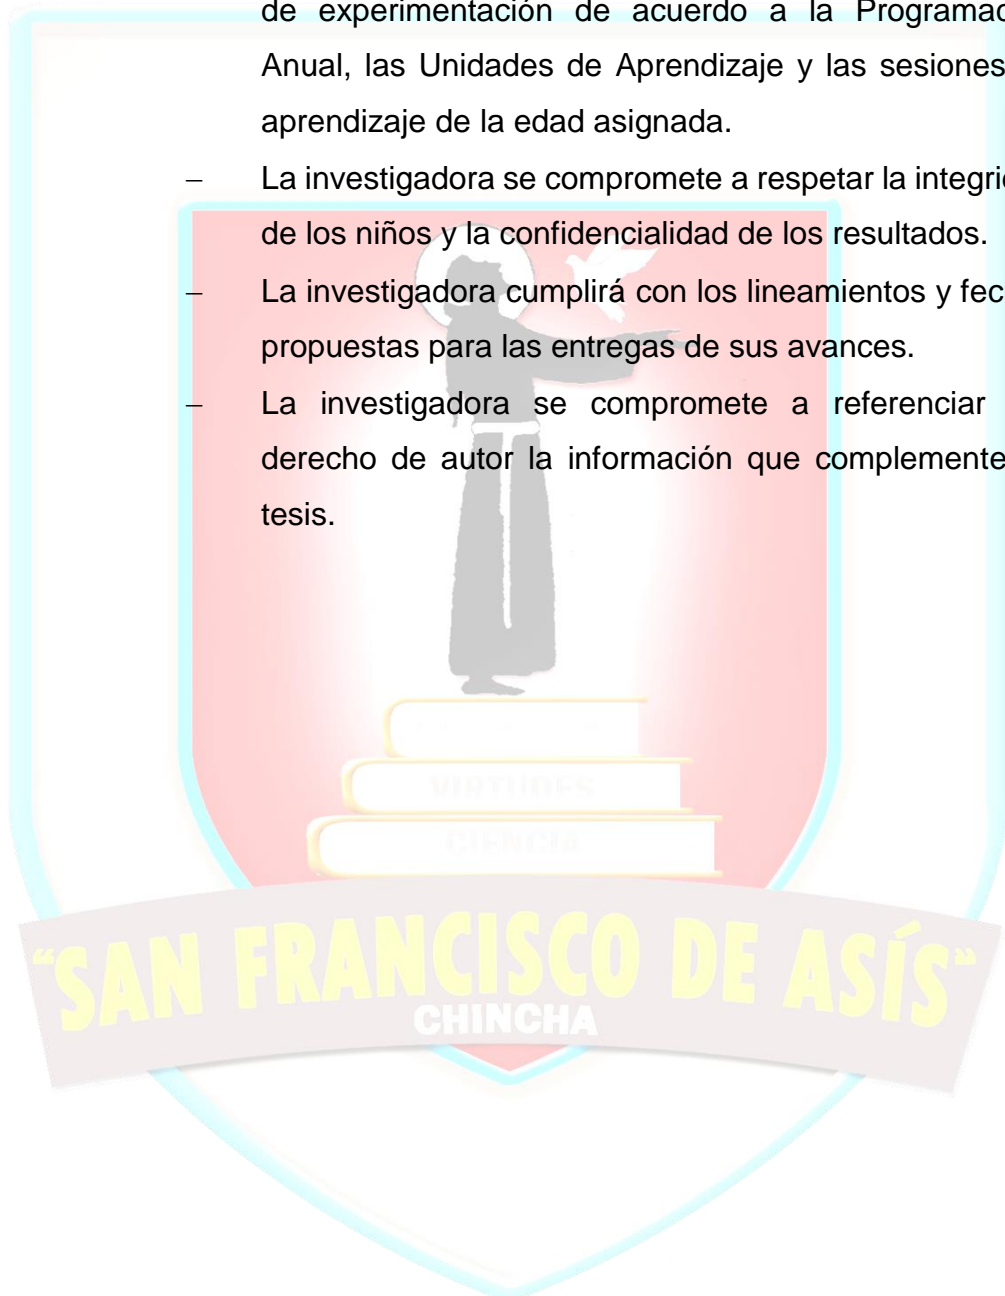 de experimentación de acuerdo a la Programac
Anual, las Unidades de Aprendizaje y las sesiones
aprendizaje de la edad asignada.
– La investigadora se compromete a respetar la integri
de los niños y la confidencialidad de los resultados.
– La investigadora cumplirá con los lineamientos y fec
propuestas para las entregas de sus avances.
– La investigadora se compromete a referenciar
derecho de autor la información que complemente
tesis.
VIRTUDES
CIENCIA
"SAN FRANCISCO DE ASÍS"
CHINCHA